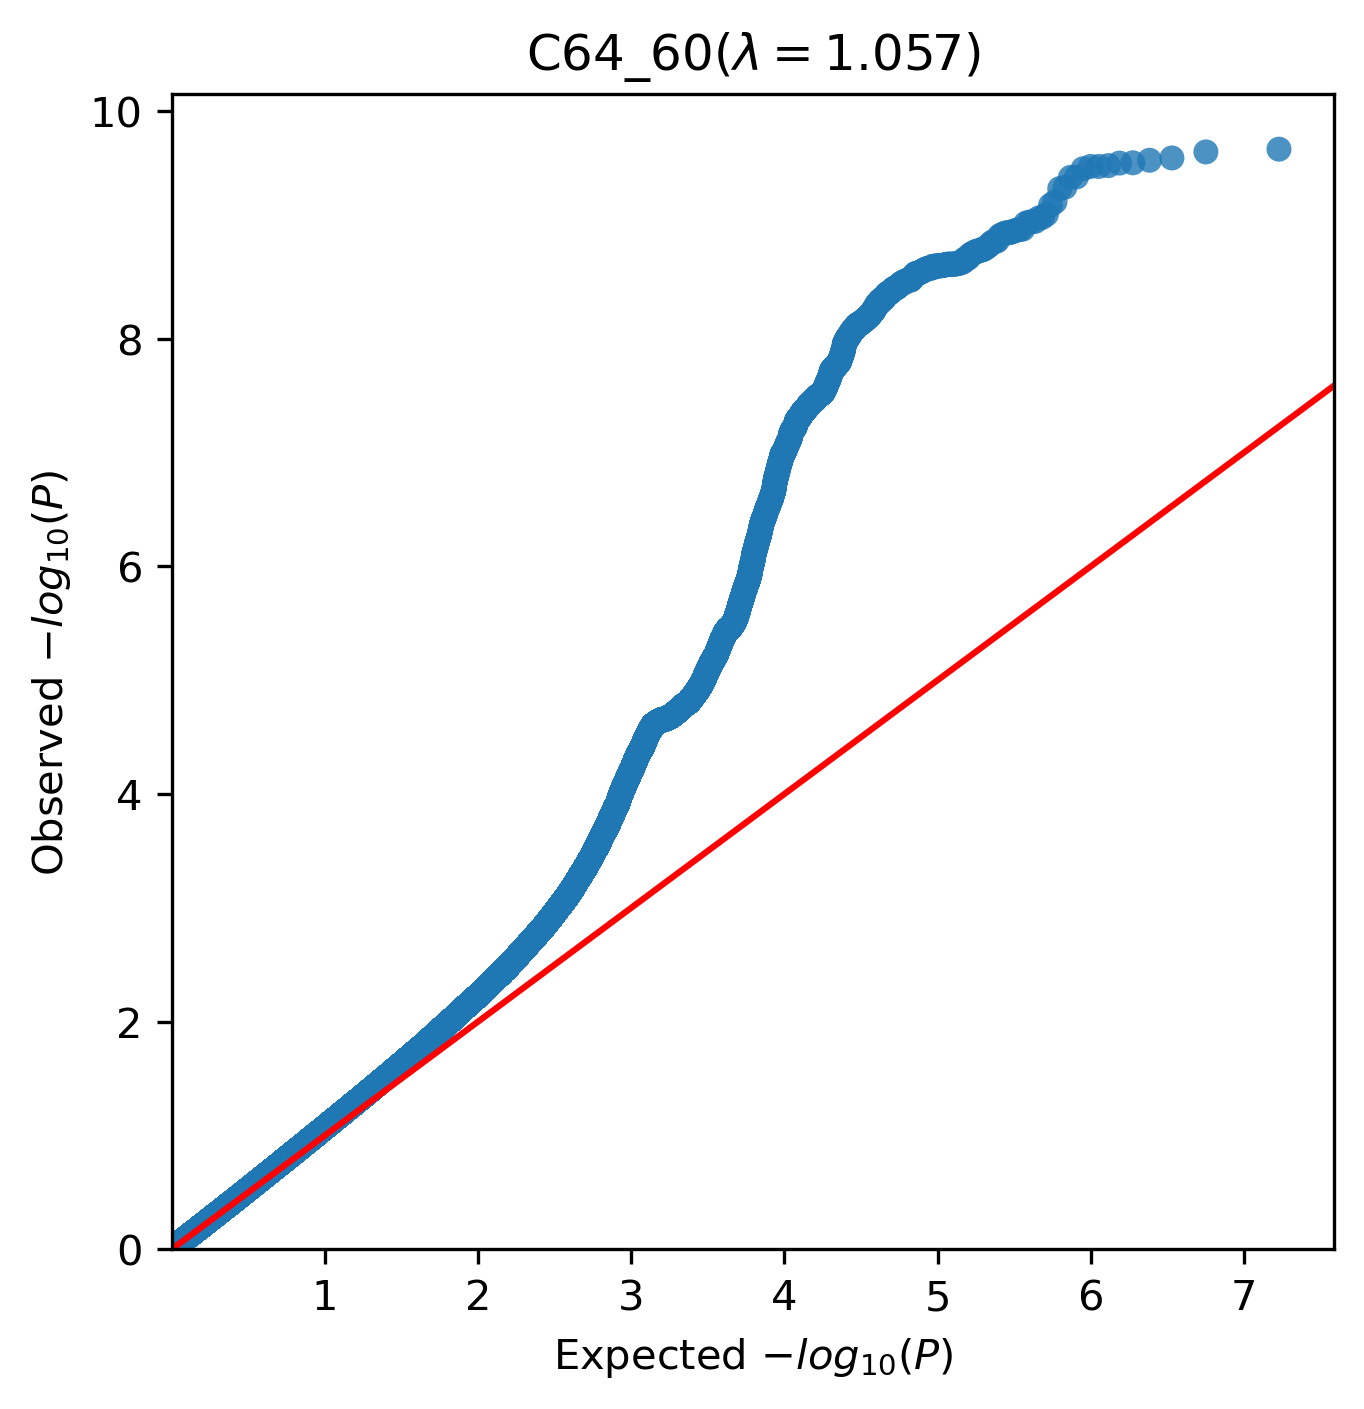 C64_60(λ = 1.057)
10
8
6
4
2
0
Observed −log₁₀(P)
1 2 3 4 5 6 7
Expected −log₁₀(P)